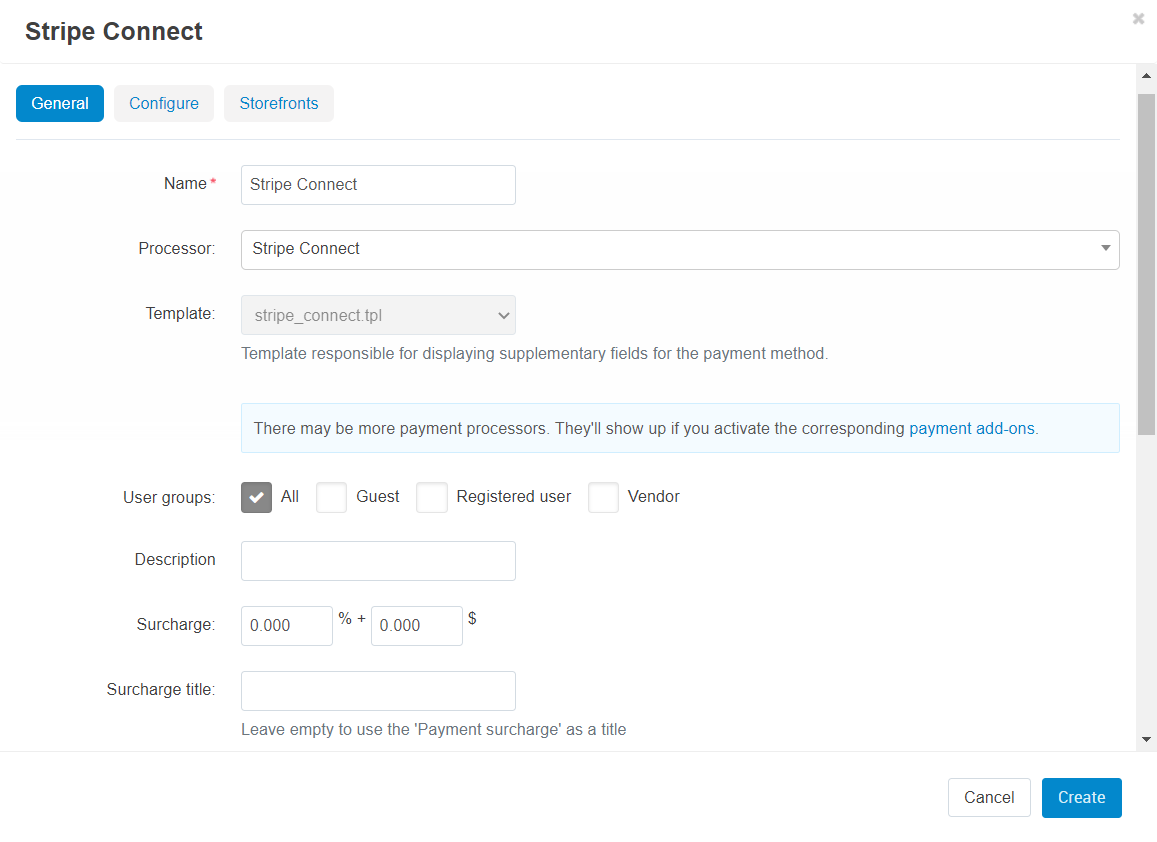 Stripe Connect
General Configure Storefronts
Name*
Stripe Connect
Processor:
Stripe Connect
Template:
stripe_connect.tpl
Template responsible for displaying supplementary fields for the payment method.
There may be more payment processors. They'll show up if you activate the corresponding payment add-ons.
User groups:
All Guest Registered user Vendor
Description
Surcharge:
0.000 % + 0.000 $
Surcharge title:
Leave empty to use the 'Payment surcharge' as a title
Cancel Create